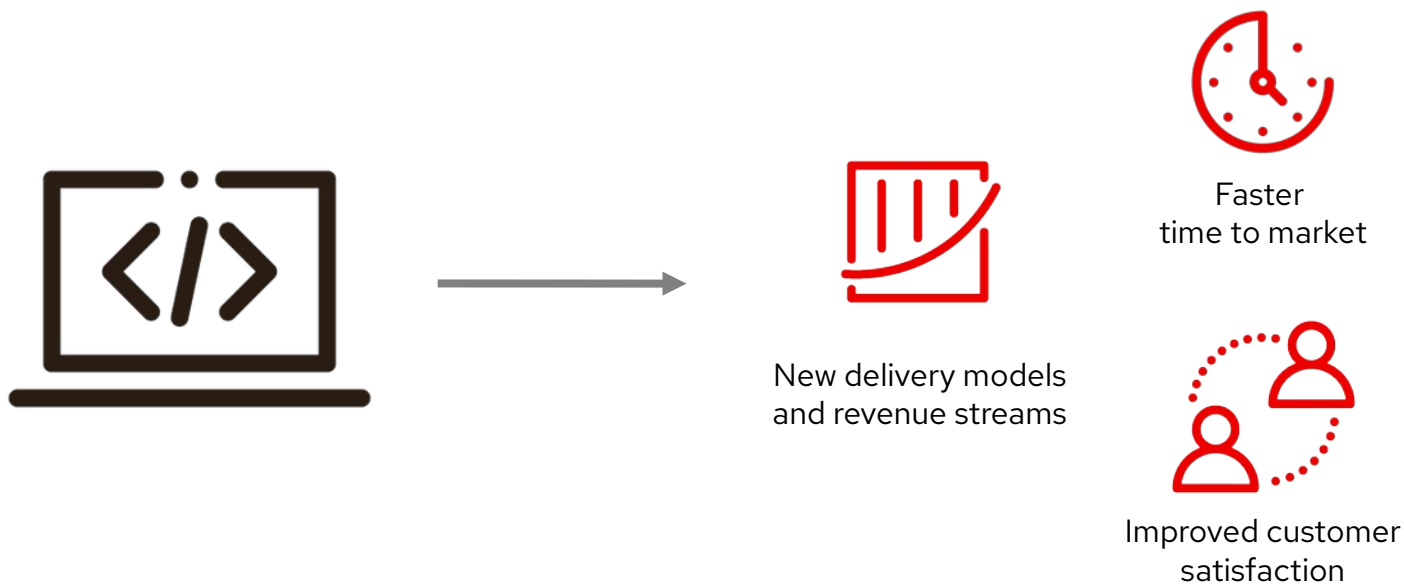 Faster
time to market
New delivery models
and revenue streams
Improved customer
satisfaction